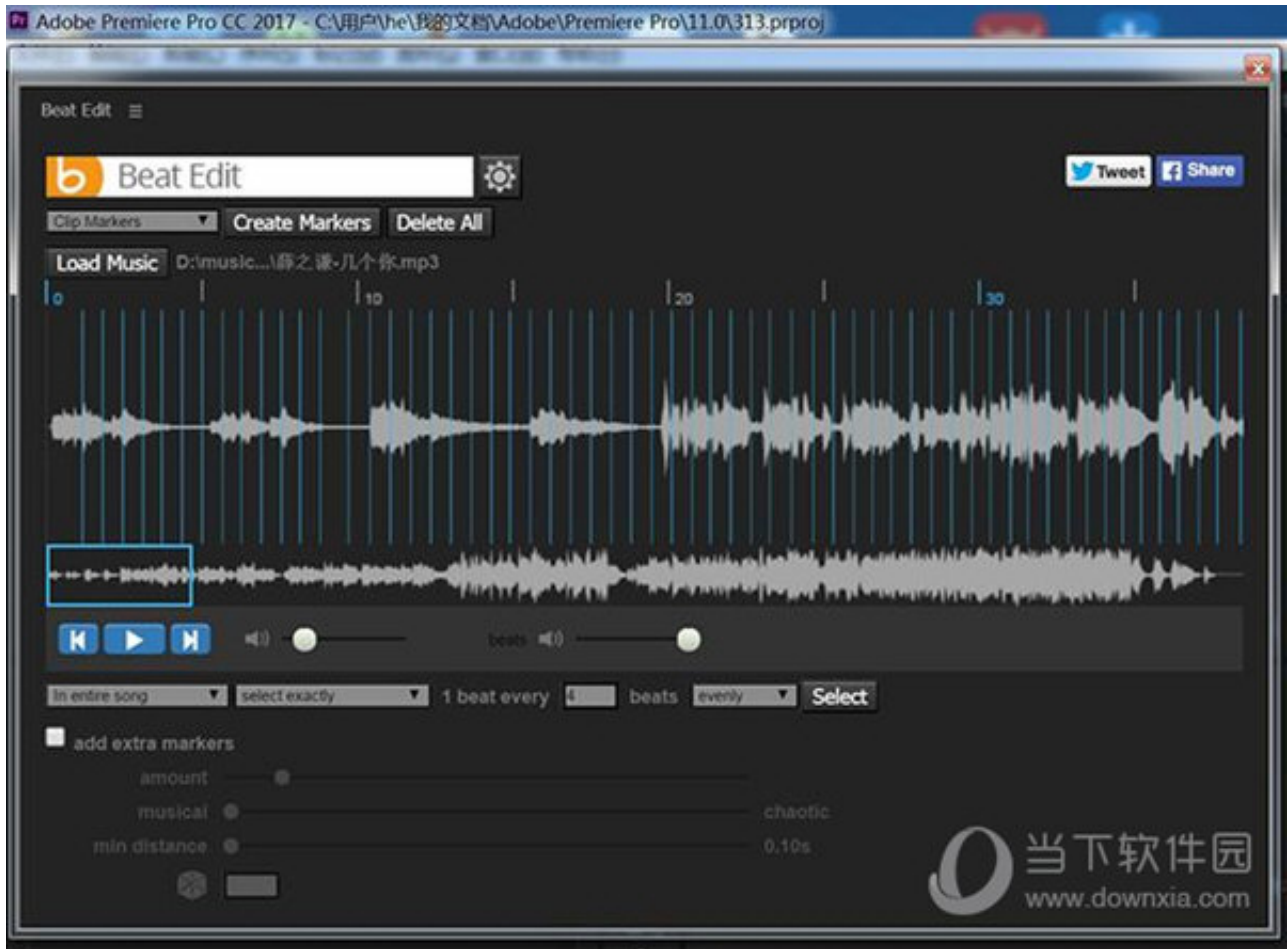 Adobe Premiere Pro CC 2017 - C:\用户\he\我的文档\Adobe\Premiere Pro\11.0\313.prproj
Beat Edit
b Beat Edit
Tweet
Share
Clip Markers
Create Markers
Delete All
Load Music D:\music...\薛之谦-几个你.mp3
0 10 20 30
beats
In entire song select exactly 1 beat every 4 beats evenly Select
add extra markers
amount
musical chaotic
min distance 0.10s
当下软件园
www.downxia.com